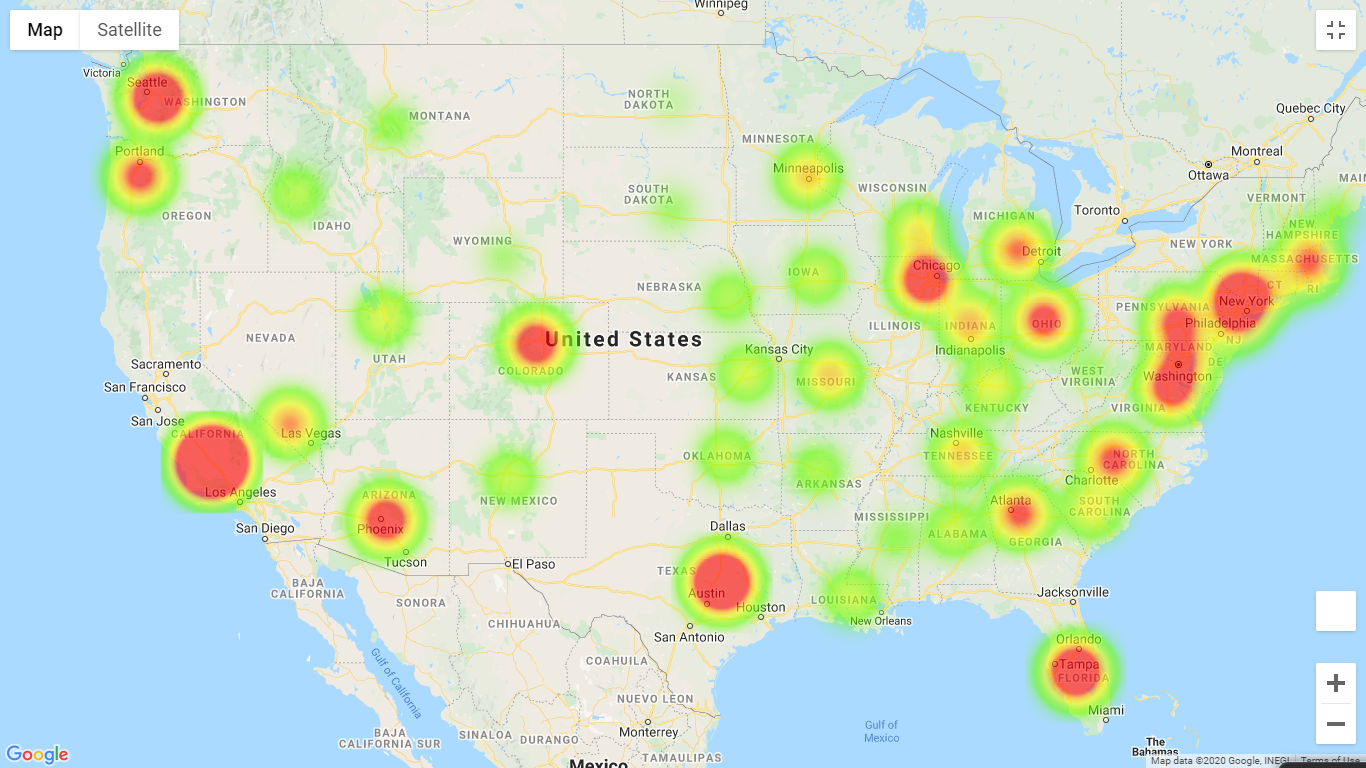 Winnipeg
Map
Satellite
Victoria
Seattle
WASHINGTON
MONTANA
NORTH
DAKOTA
MINNESOTA
Quebec City
Montreal
Ottawa
MAIN
VERMONT
Portland
OREGON
IDAHO
Minneapolis
WISCONSIN
SOUTH
DAKOTA
MICHIGAN
Toronto
NEW
HAMPSHIRE
NEW YORK
MASSACHUSETTS
CT
RI
WYOMING
Detroit
Chicago
IOWA
NEBRASKA
New York
PENNSYLVANIA
Philadelphia
NJ
ILLINOIS
INDIANA
OHIO
Indianapolis
MARYLAND
DE
NEVADA
UTAH
United States
COLORADO
Kansas City
KANSAS
MISSOURI
WEST
VIRGINIA
Washington
VIRGINIA
KENTUCKY
Sacramento
San Francisco
San Jose
CALIFORNIA
Las Vegas
Los Angeles
San Diego
ARIZONA
Phoenix
Tucson
NEW MEXICO
OKLAHOMA
ARKANSAS
Nashville
TENNESSEE
NORTH
CAROLINA
Charlotte
SOUTH
CAROLINA
Atlanta
GEORGIA
MISSISSIPPI
ALABAMA
Dallas
El Paso
TEXAS
Austin
Houston
San Antonio
LOUISIANA
New Orleans
Jacksonville
Orlando
Tampa
FLORIDA
Miami
BAJA
CALIFORNIA
SONORA
CHIHUAHUA
Gulf of California
COAHUILA
NUEVO LEON
Monterrey
BAJA
CALIFORNIA SUR
SINALOA
DURANGO
TAMAULIPAS
Mexico
Gulf of
Mexico
The
Bahamas
Google
Map data ©2020 Google, INEGI
Terms of Use